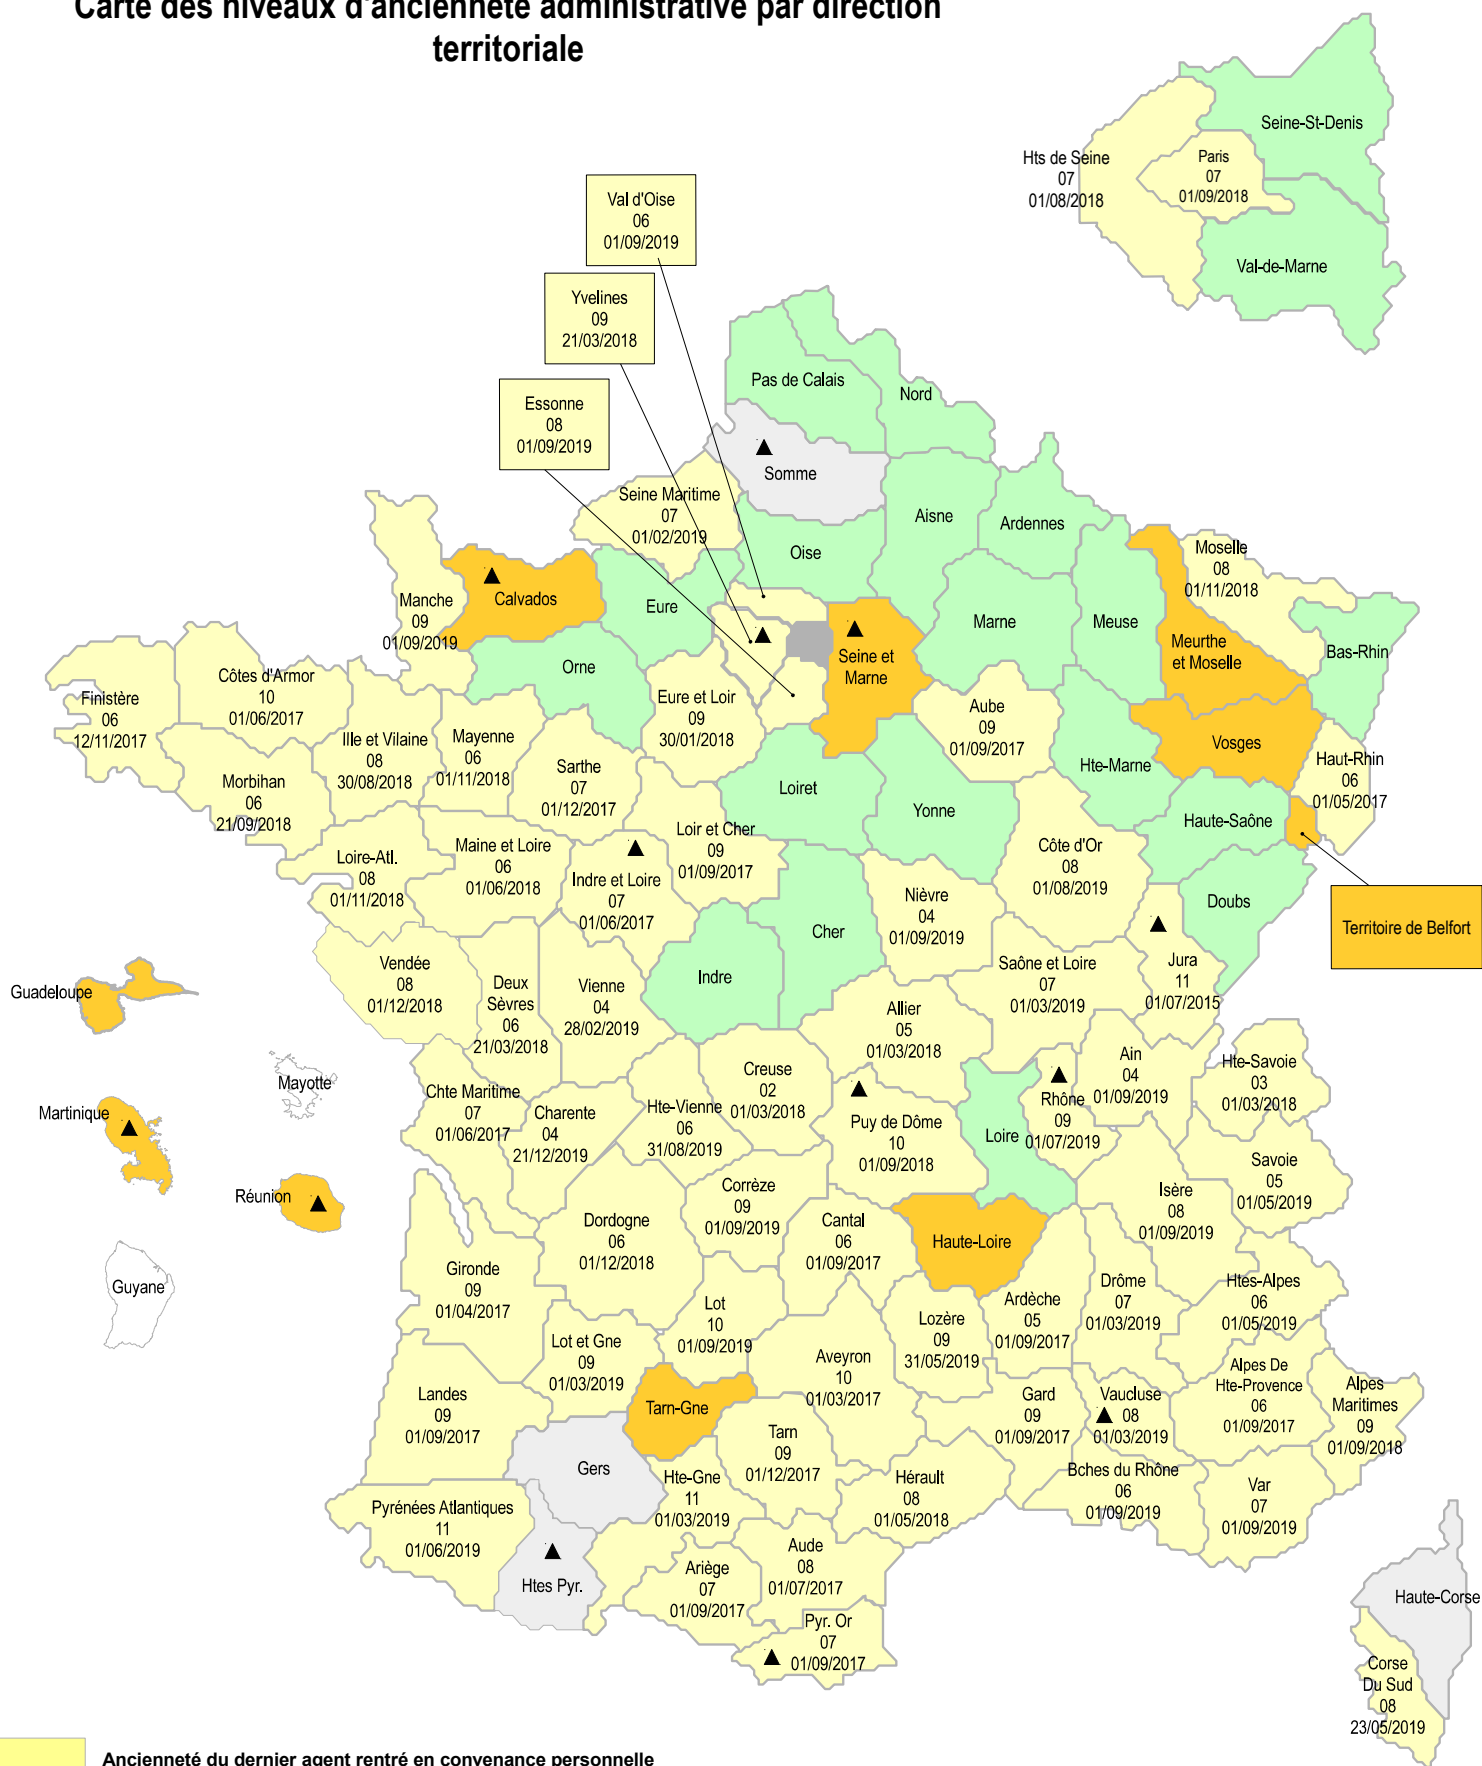 Carte des niveaux d'ancienneté administrative par direction
territoriale
Seine-St-Denis
Hts de Seine
07
01/08/2018
Paris
07
01/09/2018
Val-de-Marne
Val d'Oise
06
01/09/2019
Yvelines
09
21/03/2018
Essonne
08
01/09/2019
Pas de Calais
Nord
Somme
Seine Maritime
07
01/02/2019
Oise
Aisne
Ardennes
Moselle
08
01/11/2018
Manche
09
01/09/2019
Calvados
Eure
Marne
Meuse
Meurthe
et Moselle
Bas-Rhin
Seine et
Marne
Orne
Finistère
06
12/11/2017
Côtes d'Armor
10
01/06/2017
Eure et Loir
09
30/01/2018
Aube
09
01/09/2017
Vosges
Ille et Vilaine
08
30/08/2018
Mayenne
06
01/11/2018
Sarthe
07
01/12/2017
Hte-Marne
Haut-Rhin
06
01/05/2017
Morbihan
06
21/09/2018
Loiret
Yonne
Haute-Saône
Loir et Cher
09
01/09/2017
Loire-Atl.
08
01/11/2018
Maine et Loire
06
01/06/2018
Indre et Loire
07
01/06/2017
Côte d'Or
08
01/08/2019
Nièvre
04
01/09/2019
Doubs
Territoire de Belfort
Cher
Vendée
08
01/12/2018
Deux
Sèvres
06
21/03/2018
Vienne
04
28/02/2019
Indre
Saône et Loire
07
01/03/2019
Jura
11
01/07/2015
Guadeloupe
Allier
05
01/03/2018
Mayotte
Chte Maritime
07
01/06/2017
Charente
04
21/12/2019
Hte-Vienne
06
31/08/2019
Creuse
02
01/03/2018
Ain
04
01/09/2019
Hte-Savoie
03
01/03/2018
Martinique
Puy de Dôme
10
01/09/2018
Loire
Rhône
09
01/07/2019
Savoie
05
01/05/2019
Réunion
Corrèze
09
01/09/2019
Isère
08
01/09/2019
Dordogne
06
01/12/2018
Cantal
06
01/09/2017
Haute-Loire
Guyane
Gironde
09
01/04/2017
Lot
10
01/09/2019
Lozère
09
31/05/2019
Ardèche
05
01/09/2017
Drôme
07
01/03/2019
Htes-Alpes
06
01/05/2019
Lot et Gne
09
01/03/2019
Aveyron
10
01/03/2017
Landes
09
01/09/2017
Tarn-Gne
Gard
09
01/09/2017
Vaucluse
08
01/03/2019
Alpes De
Hte-Provence
06
01/09/2017
Alpes
Maritimes
09
01/09/2018
Tarn
09
01/12/2017
Gers
Hte-Gne
11
01/03/2019
Hérault
08
01/05/2018
Bches du Rhône
06
01/09/2019
Var
07
01/09/2019
Pyrénées Atlantiques
11
01/06/2019
Htes Pyr.
Ariège
07
01/09/2017
Aude
08
01/07/2017
Haute-Corse
Pyr. Or
07
01/09/2017
Corse
Du Sud
08
23/05/2019
Ancienneté du dernier agent rentré en convenance personnelle